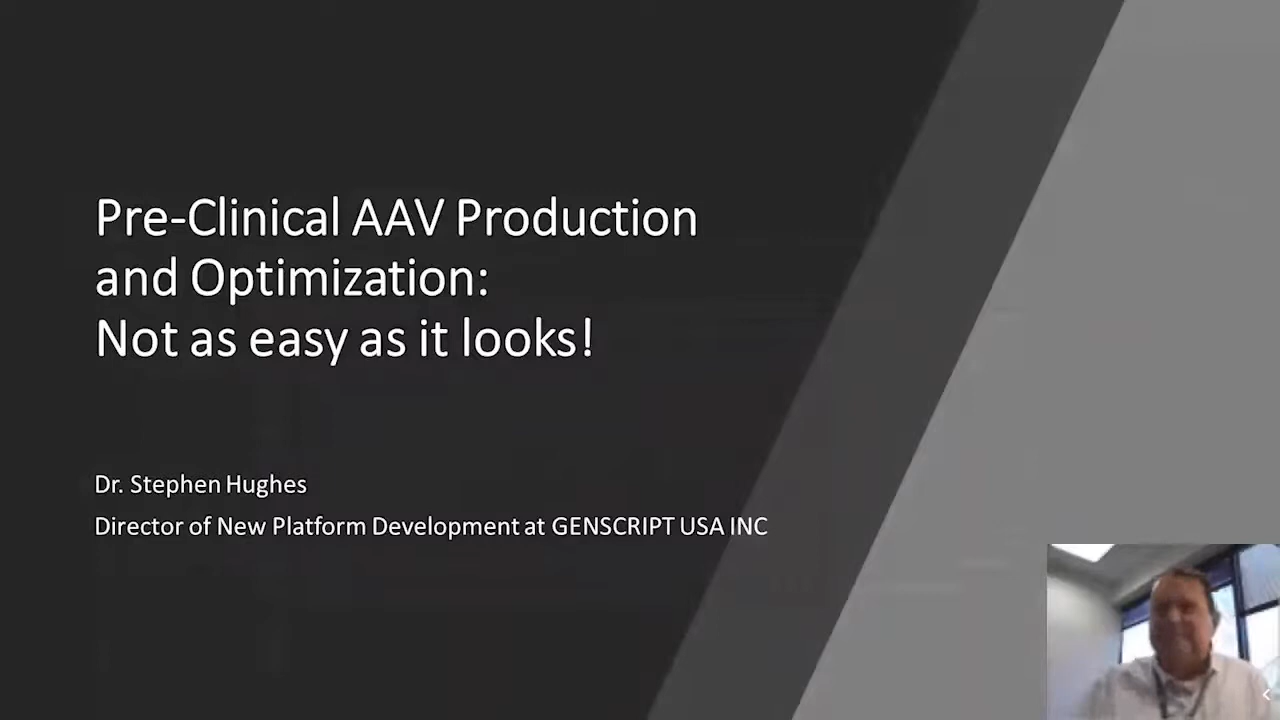 Pre-Clinical AAV Production
and Optimization:
Not as easy as it looks!
Dr. Stephen Hughes
Director of New Platform Development at GENSCRIPT USA INC